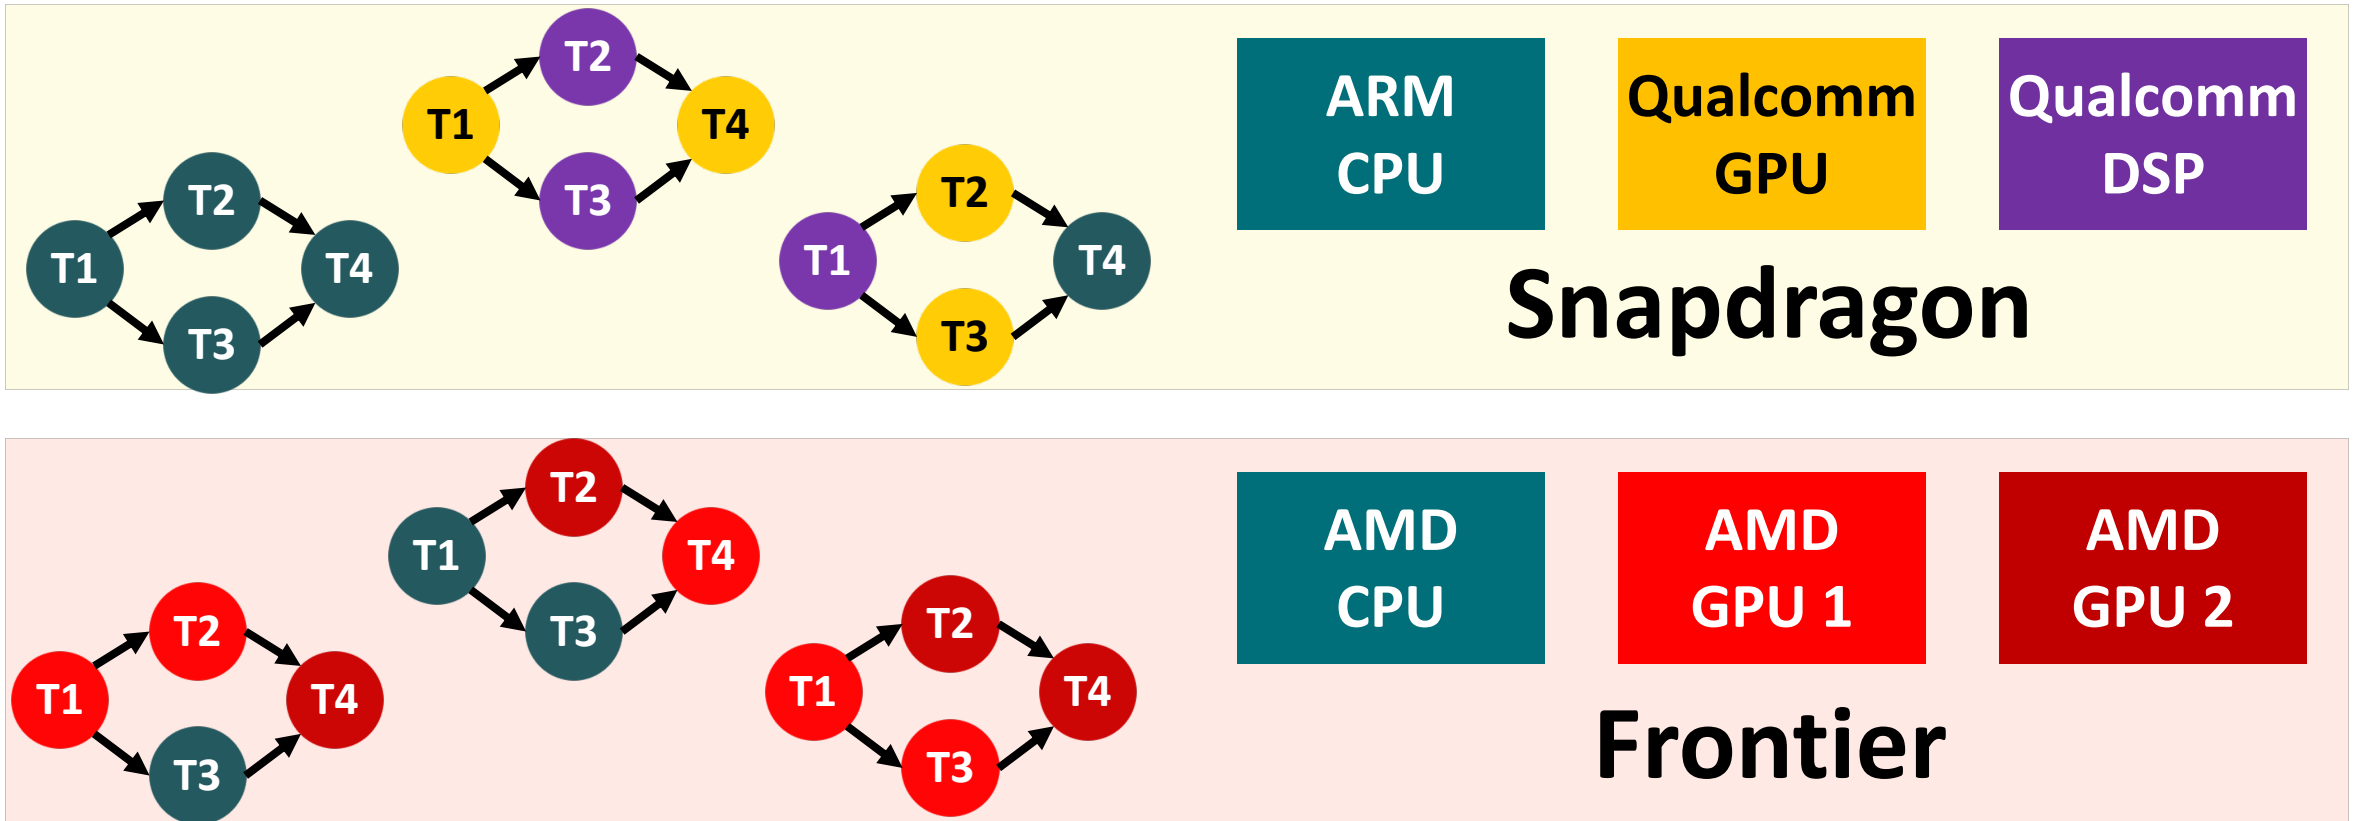 T2
T1
T4
T3
T2
T1
T4
T3
T2
T1
T4
T3
ARM
CPU
Qualcomm
GPU
Qualcomm
DSP
Snapdragon
T2
T1
T4
T3
T2
T1
T4
T3
T2
T1
T4
T3
AMD
CPU
AMD
GPU 1
AMD
GPU 2
Frontier